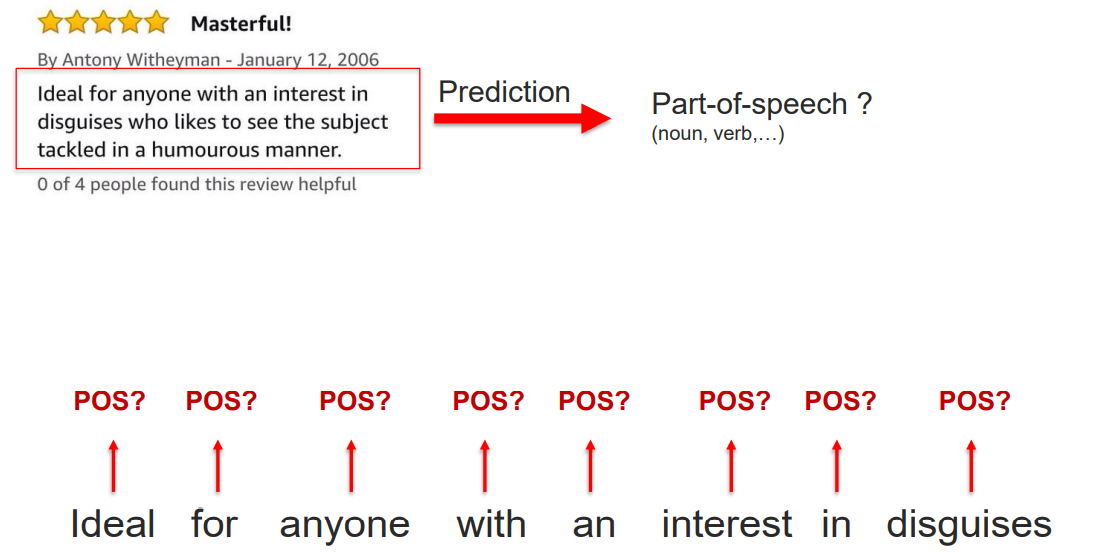 Masterful!
By Antony Witheyman - January 12, 2006
Ideal for anyone with an interest in
disguises who likes to see the subject
tackled in a humourous manner.
0 of 4 people found this review helpful
Prediction
Part-of-speech ?
(noun, verb,...)
POS? POS? POS? POS? POS? POS? POS? POS?
Ideal for anyone with an interest in disguises